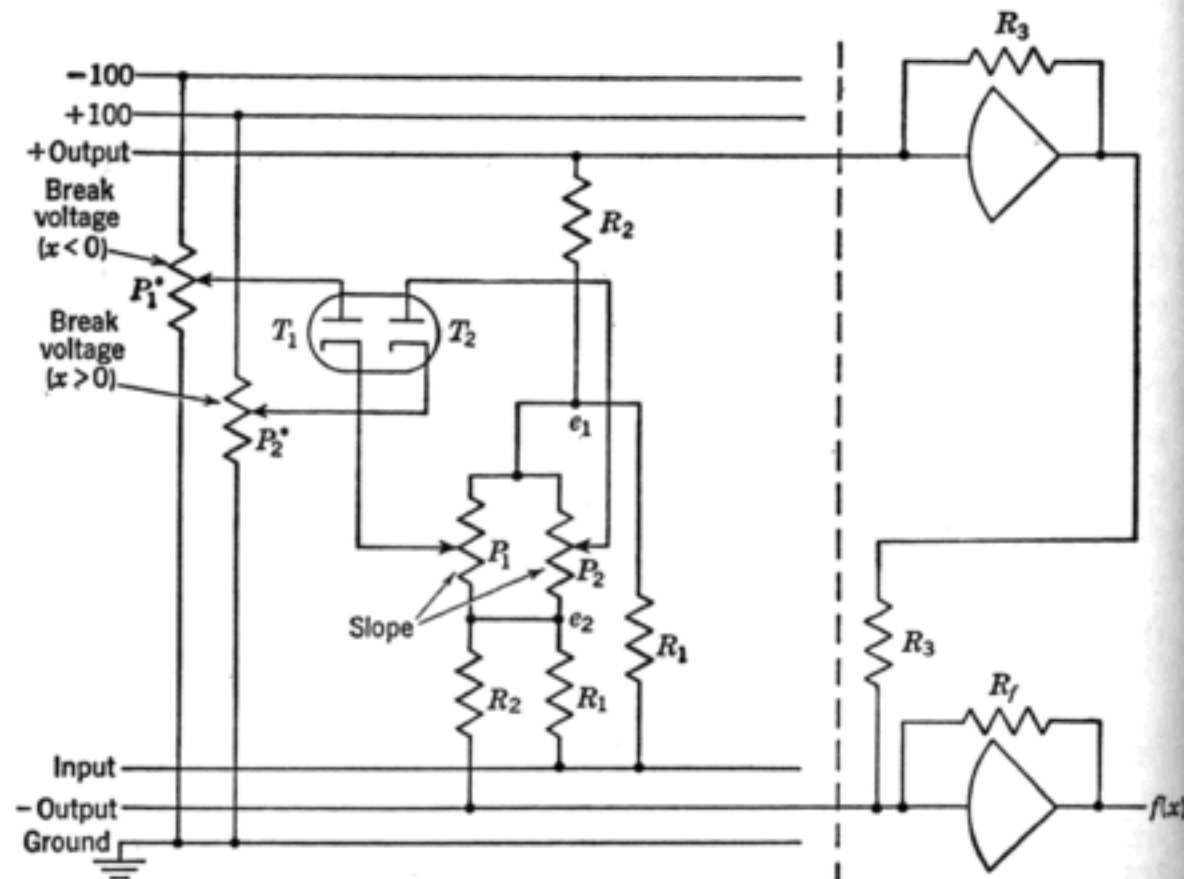 R₃
−100
+100
+Output
Break
voltage
(x<0)
P₁*
R₂
T₁
T₂
Break
voltage
(x>0)
P₂*
e₁
P₁
P₂
Slope
e₂
R₁
R₃
R₂
R₁
R_f
Input
−Output
f(x)
Ground